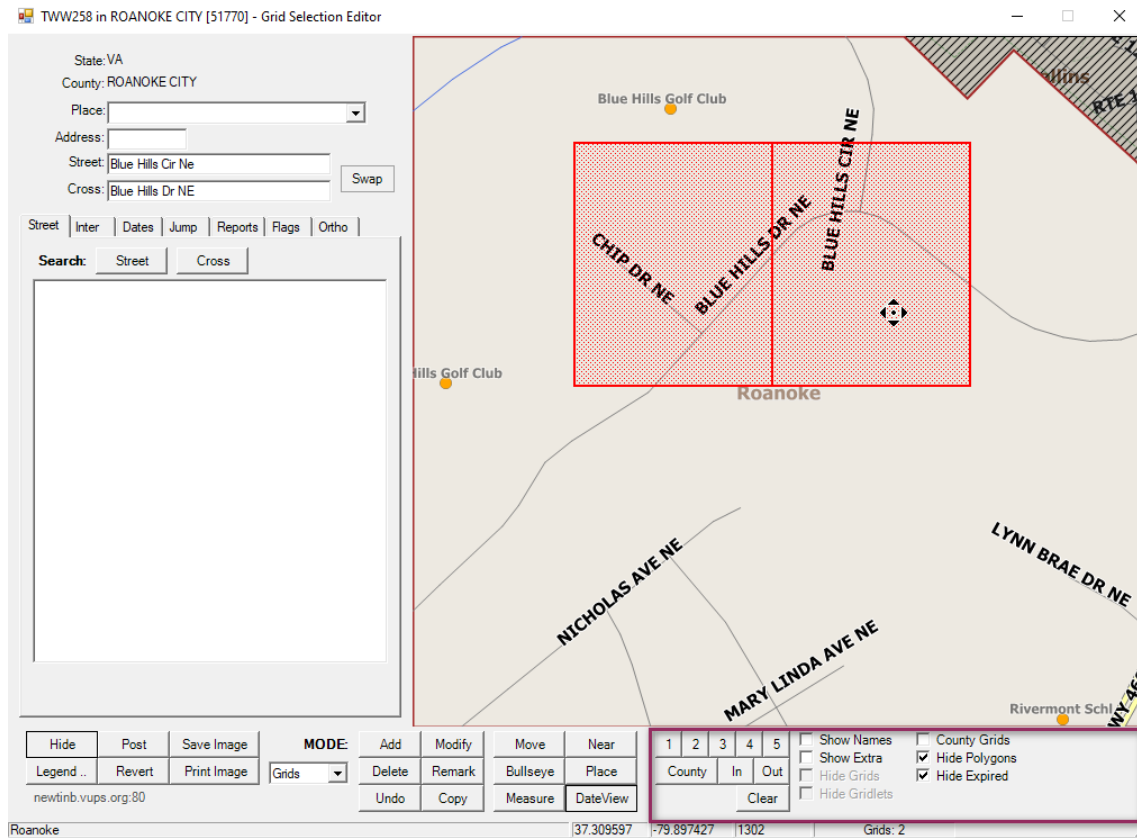 TWW258 in ROANOKE CITY [51770] - Grid Selection Editor
State: VA
County: ROANOKE CITY
Place:
Address:
Street: Blue Hills Cir Ne
Cross: Blue Hills Dr NE
Swap
Street Inter Dates Jump Reports Flags Ortho
Search: Street Cross
Blue Hills Golf Club
BLUE HILLS CIR NE
BLUE HILLS DR NE
CHIP DR NE
Hills Golf Club
Roanoke
ollins
RTE 1
NICHOLAS AVE NE
MARY LINDA AVE NE
LYNN BRAE DR NE
Rivermont Schl
WY 460
Hide Post Save Image MODE: Add Modify Move Near
Legend .. Revert Print Image Grids Delete Remark Bullseye Place
newtinb.vups.org:80 Undo Copy Measure DateView
1 2 3 4 5 Show Names County Grids
County In Out Show Extra Hide Polygons
Hide Grids Hide Expired
Clear Hide Gridlets
Roanoke 37.309597 -79.897427 1302 Grids: 2